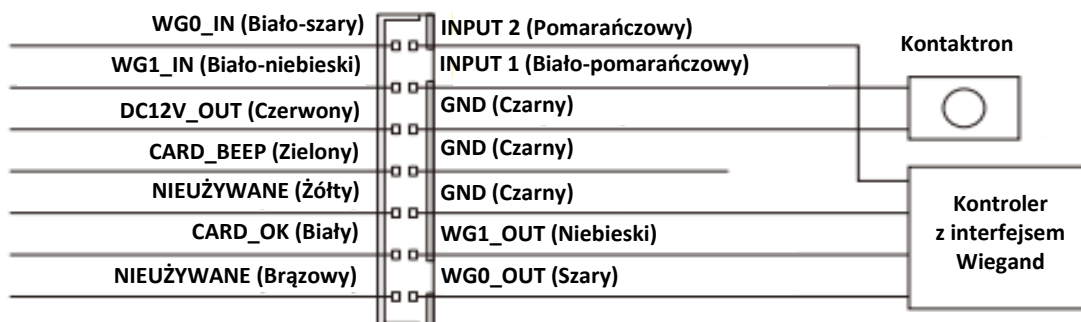 WG0_IN (Biało-szary)
WG1_IN (Biało-niebieski)
DC12V_OUT (Czerwony)
CARD_BEEP (Zielony)
NIEUŻYWANE (Żółty)
CARD_OK (Biały)
NIEUŻYWANE (Brązowy)
INPUT 2 (Pomarańczowy)
INPUT 1 (Biało-pomarańczowy)
GND (Czarny)
GND (Czarny)
GND (Czarny)
WG1_OUT (Niebieski)
WG0_OUT (Szary)
Kontaktron
Kontroler
z interfejsem
Wiegand